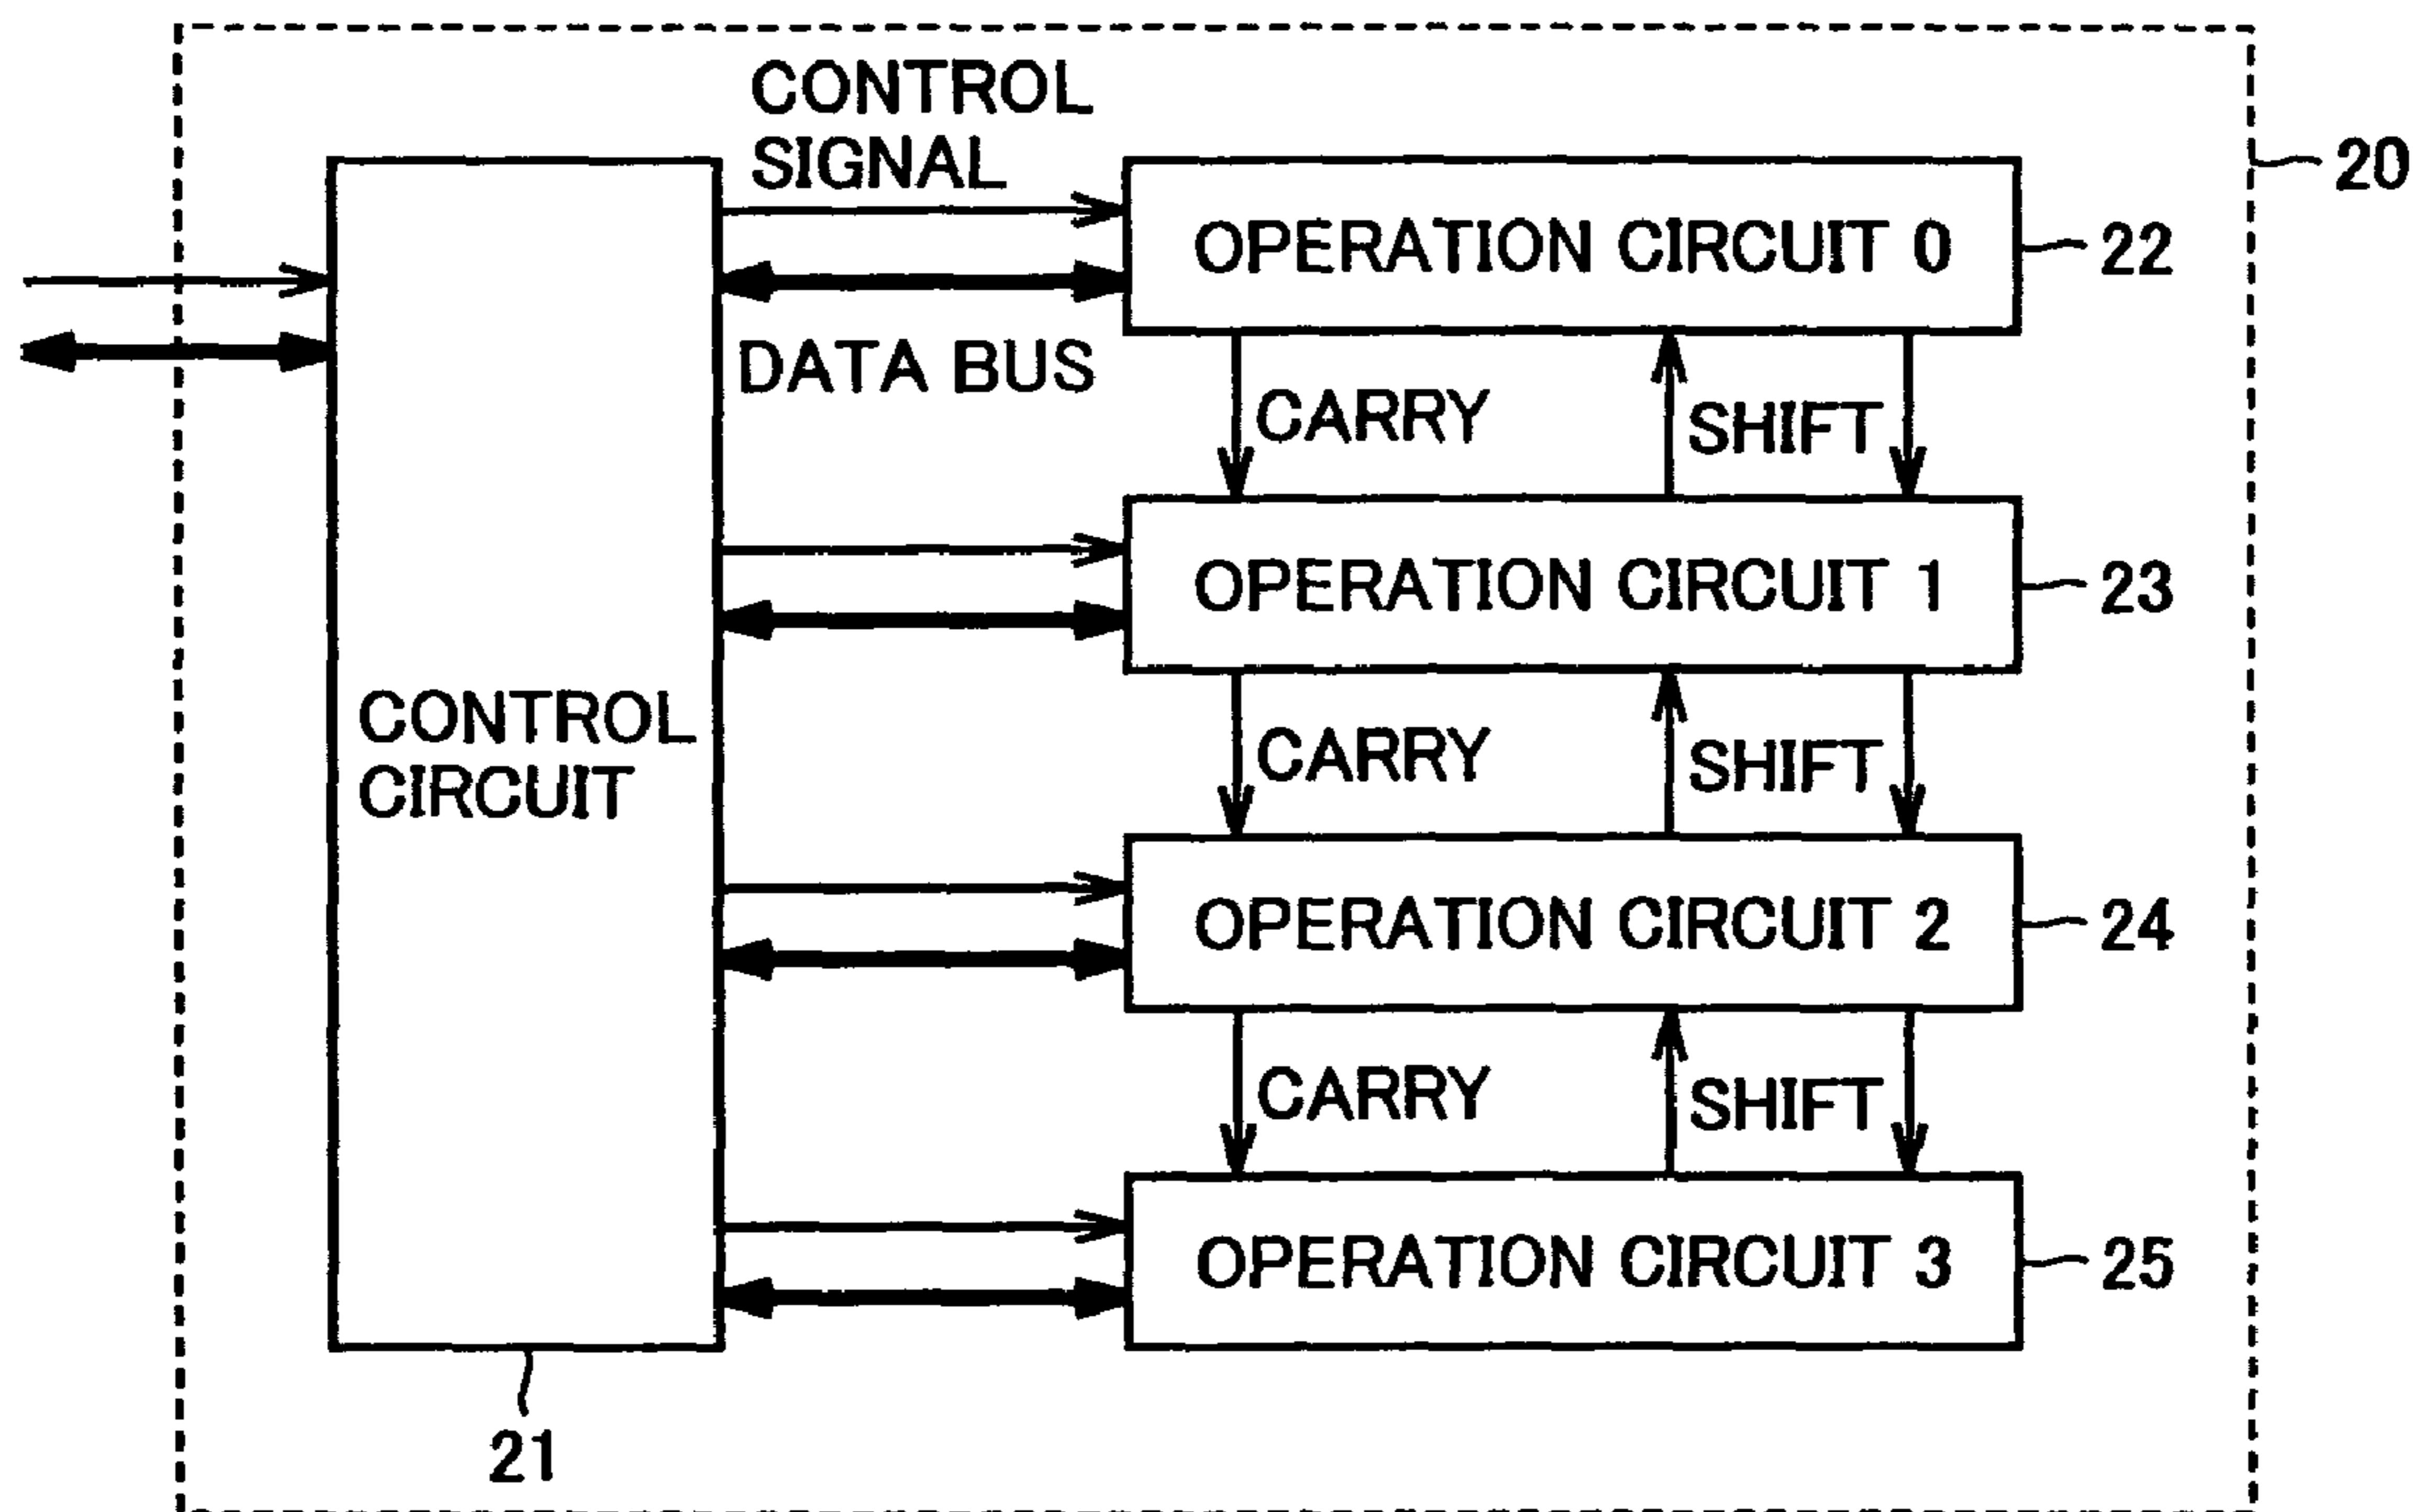 CONTROL
SIGNAL
20
OPERATION CIRCUIT 0
22
DATA BUS
CARRY
SHIFT
OPERATION CIRCUIT 1
23
CONTROL
CIRCUIT
CARRY
SHIFT
OPERATION CIRCUIT 2
24
CARRY
SHIFT
OPERATION CIRCUIT 3
25
21